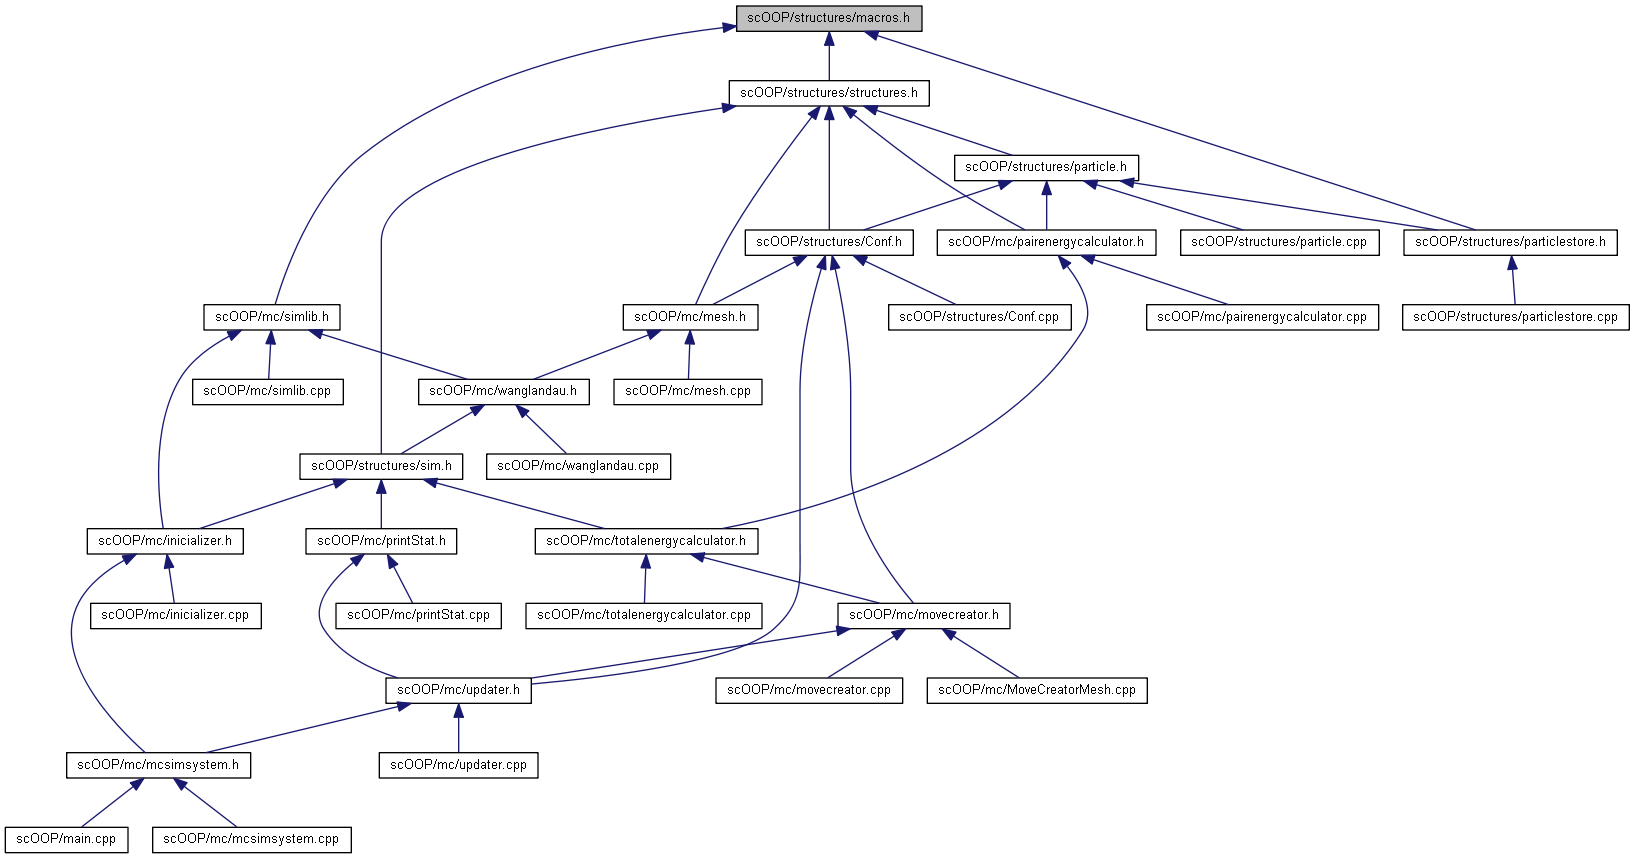 scOOP/structures/macros.h
scOOP/structures/structures.h
scOOP/structures/particle.h
scOOP/structures/Conf.h
scOOP/mc/pairenergycalculator.h
scOOP/structures/particle.cpp
scOOP/structures/particlestore.h
scOOP/mc/simlib.h
scOOP/mc/mesh.h
scOOP/structures/Conf.cpp
scOOP/mc/pairenergycalculator.cpp
scOOP/structures/particlestore.cpp
scOOP/mc/simlib.cpp
scOOP/mc/wanglandau.h
scOOP/mc/mesh.cpp
scOOP/structures/sim.h
scOOP/mc/wanglandau.cpp
scOOP/mc/inicializer.h
scOOP/mc/printStat.h
scOOP/mc/totalenergycalculator.h
scOOP/mc/inicializer.cpp
scOOP/mc/printStat.cpp
scOOP/mc/totalenergycalculator.cpp
scOOP/mc/movecreator.h
scOOP/mc/updater.h
scOOP/mc/movecreator.cpp
scOOP/mc/MoveCreatorMesh.cpp
scOOP/mc/mcsimsystem.h
scOOP/mc/updater.cpp
scOOP/main.cpp
scOOP/mc/mcsimsystem.cpp